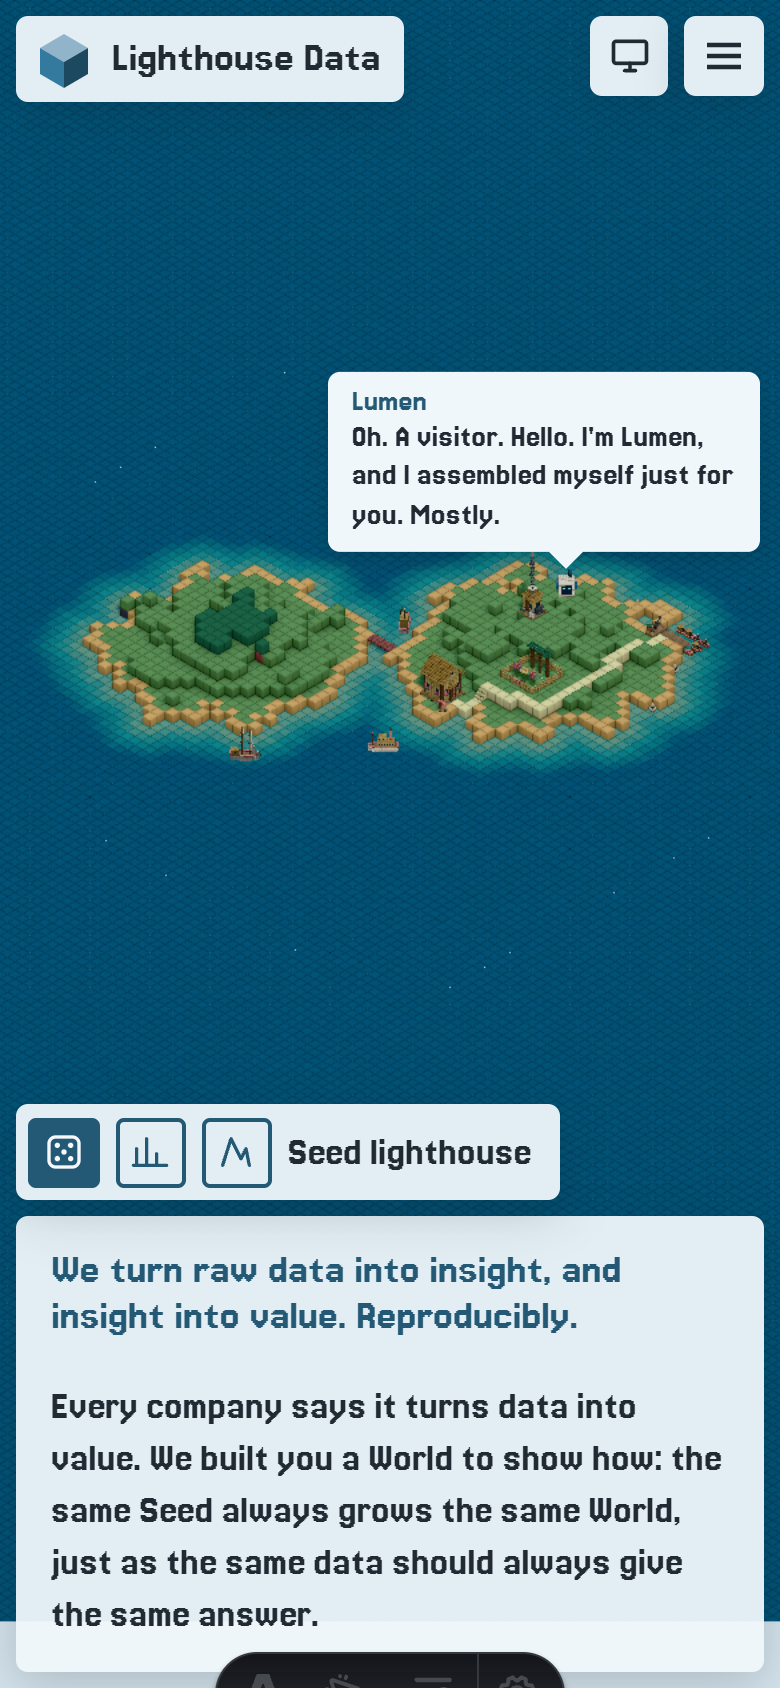 Lighthouse Data
Lumen
Oh. A visitor. Hello. I'm Lumen,
and I assembled myself just for
you. Mostly.
Seed lighthouse
We turn raw data into insight, and
insight into value. Reproducibly.
Every company says it turns data into
value. We built you a World to show how: the
same Seed always grows the same World,
just as the same data should always give
the same answer.